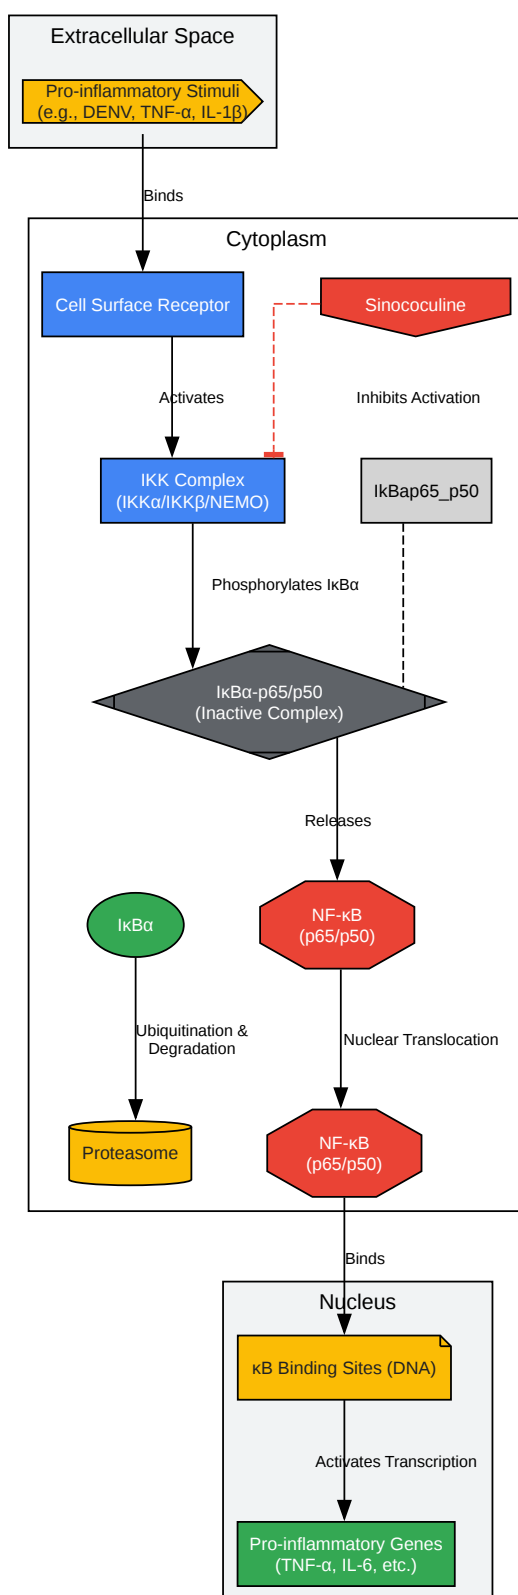 Extracellular Space
Pro-inflammatory Stimuli
(e.g., DENV, TNF-α, IL-1β)
Binds
Cytoplasm
Cell Surface Receptor
Sinococuline
Activates
Inhibits Activation
IKK Complex
(IKKα/IKKβ/NEMO)
IkBap65_p50
Phosphorylates IκBα
IκBα-p65/p50
(Inactive Complex)
Releases
IκBα
NF-κB
(p65/p50)
Ubiquitination &
Degradation
Nuclear Translocation
Proteasome
NF-κB
(p65/p50)
Binds
Nucleus
κB Binding Sites (DNA)
Activates Transcription
Pro-inflammatory Genes
(TNF-α, IL-6, etc.)